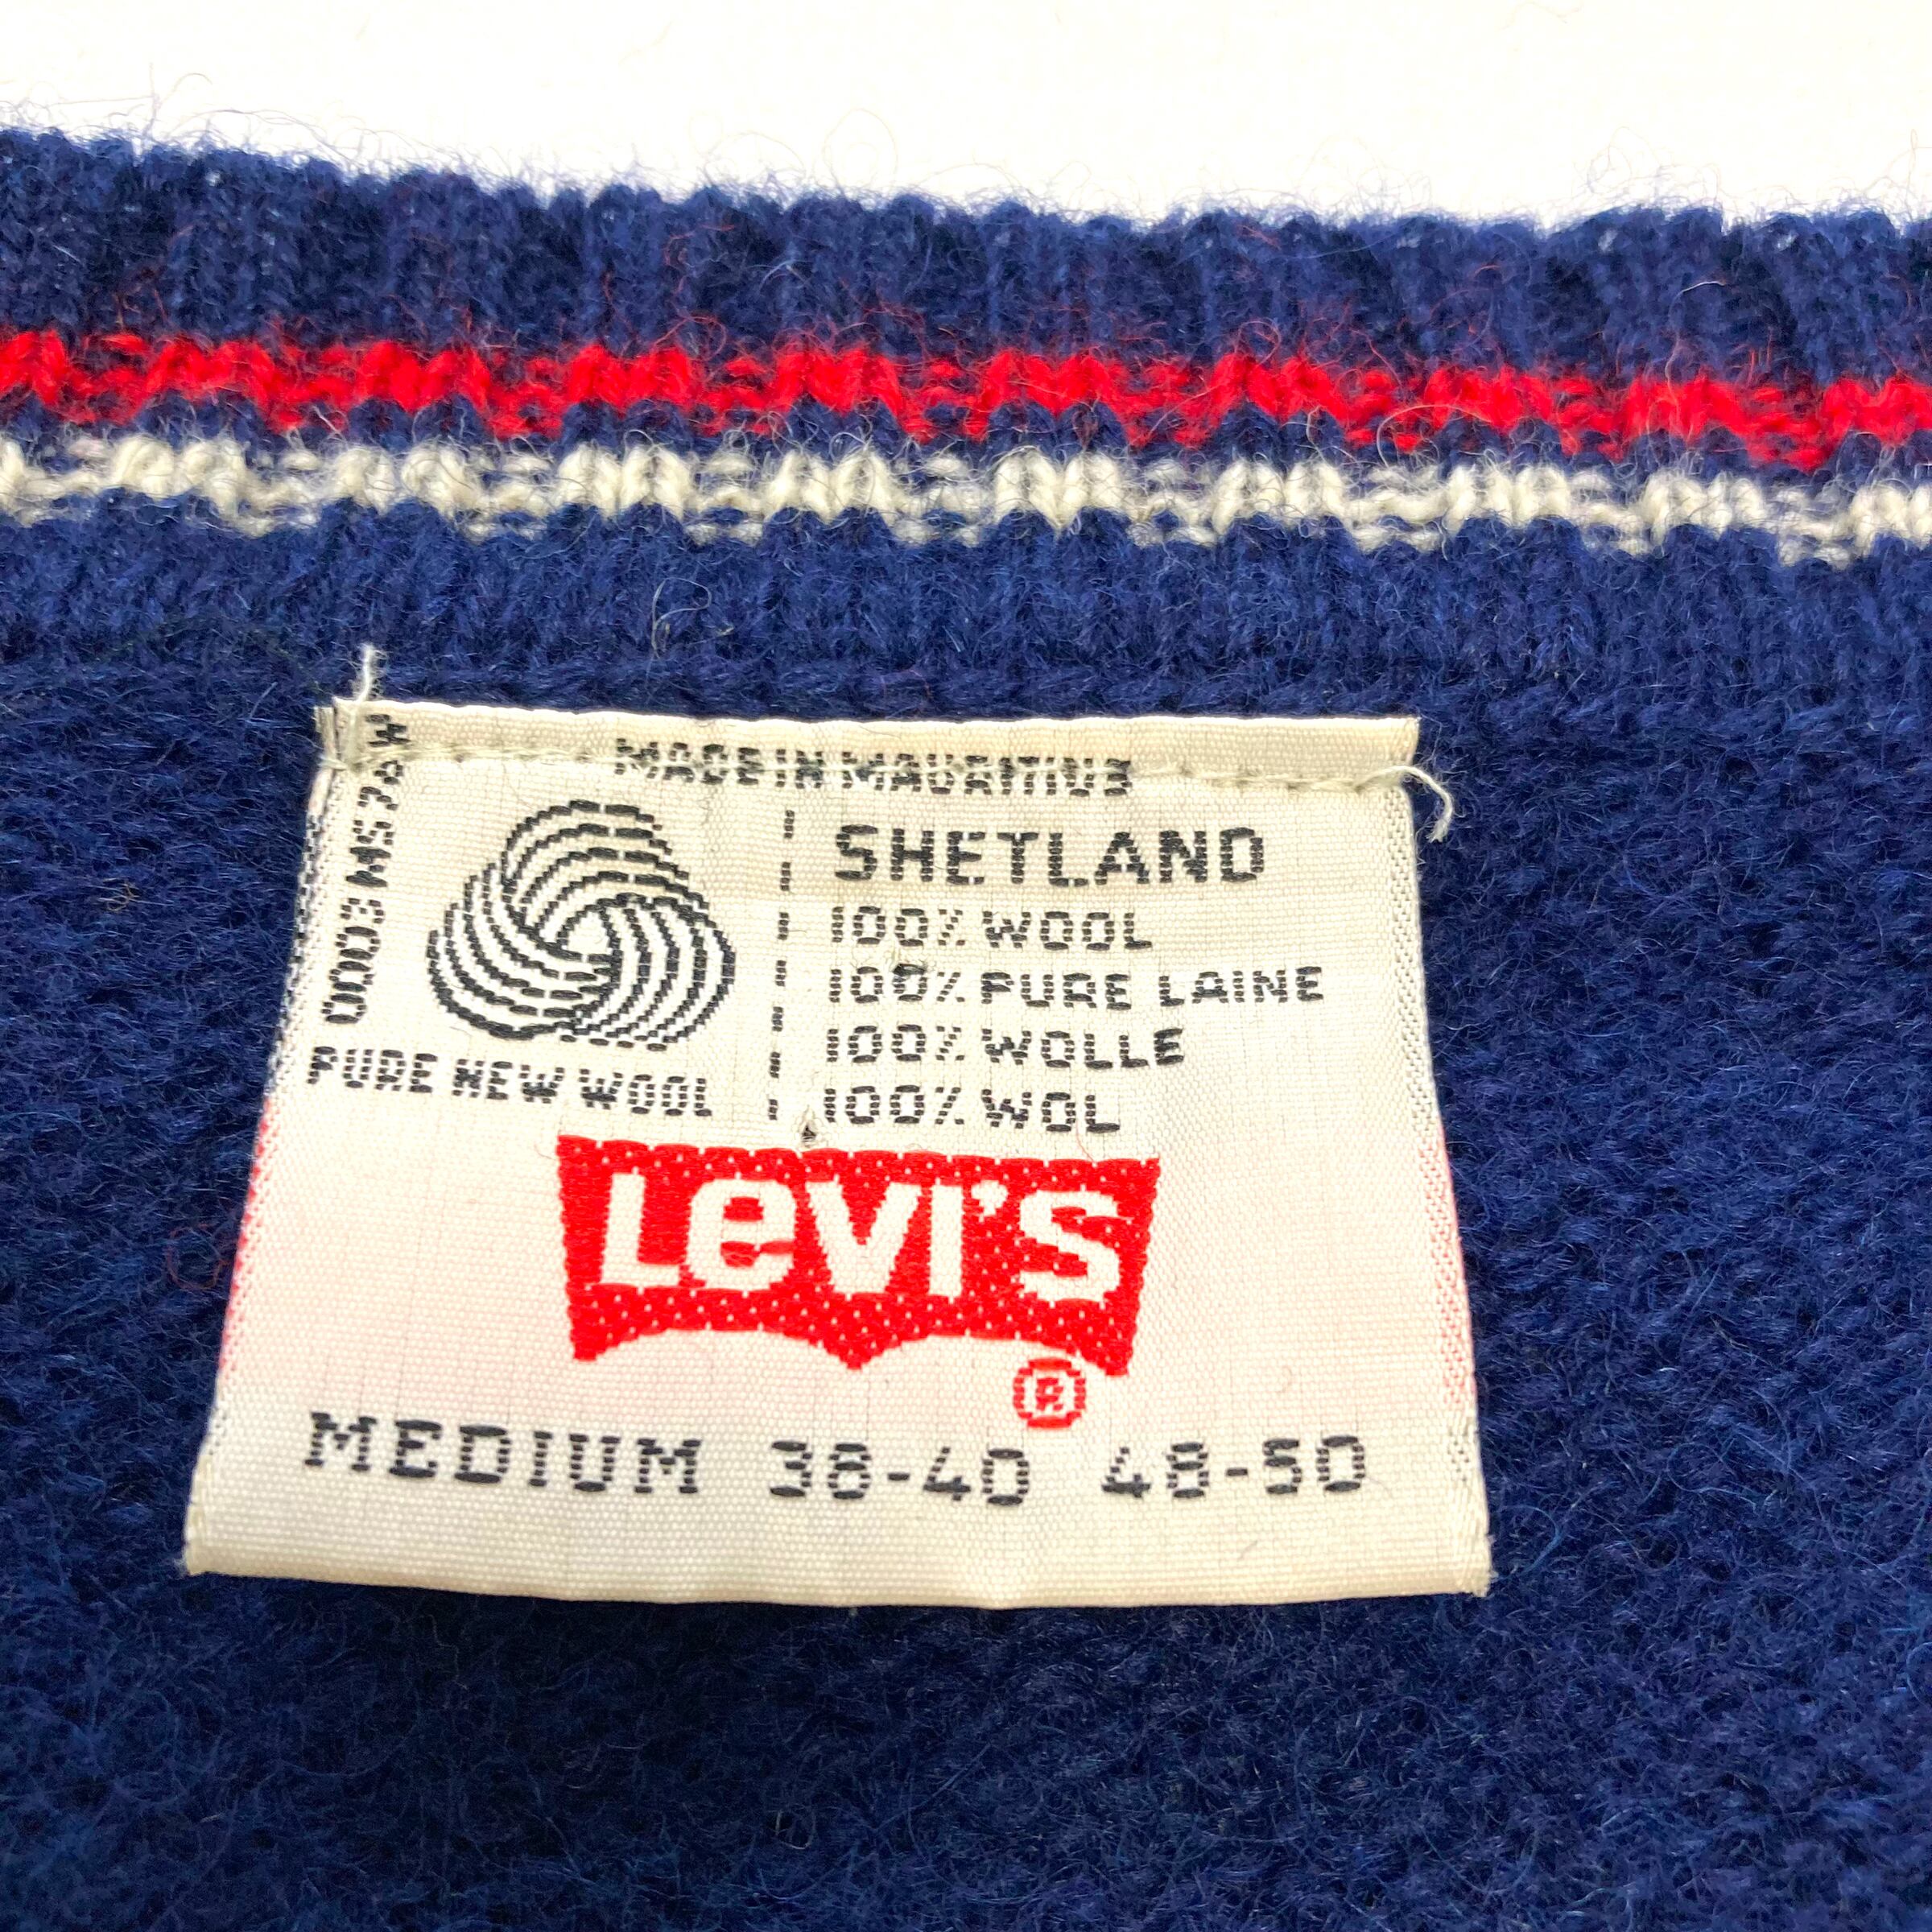 MADE IN MAURITIUS
SHETLAND
100% WOOL
100% PURE LAINE
100% WOLLE
100% WOL
PURE NEW WOOL
Levi's
®
MEDIUM 38-40 48-50